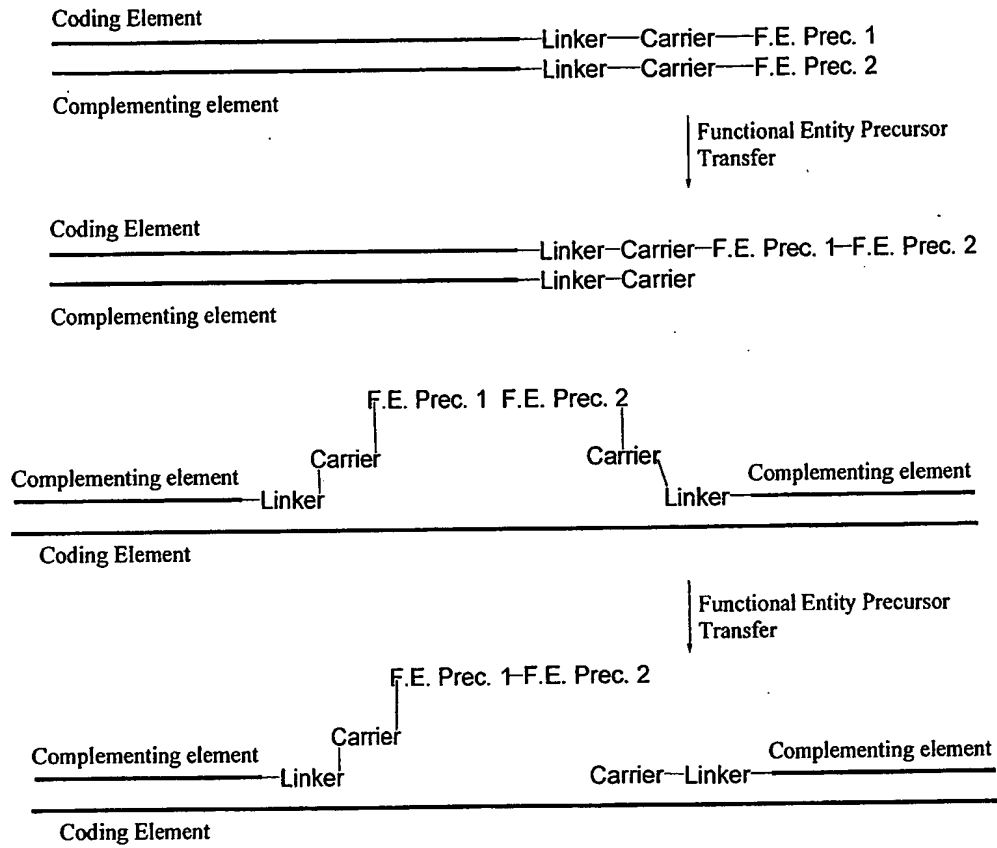 Coding Element
Linker—Carrier—F.E. Prec. 1
Linker—Carrier—F.E. Prec. 2
Complementing element
Functional Entity Precursor
Transfer
Coding Element
Linker–Carrier–F.E. Prec. 1–F.E. Prec. 2
Linker–Carrier
Complementing element
F.E. Prec. 1 F.E. Prec. 2
Carrier Carrier
Complementing element Complementing element
Linker Linker
Coding Element
Functional Entity Precursor
Transfer
F.E. Prec. 1–F.E. Prec. 2
Carrier
Complementing element Complementing element
Linker Carrier–Linker
Coding Element